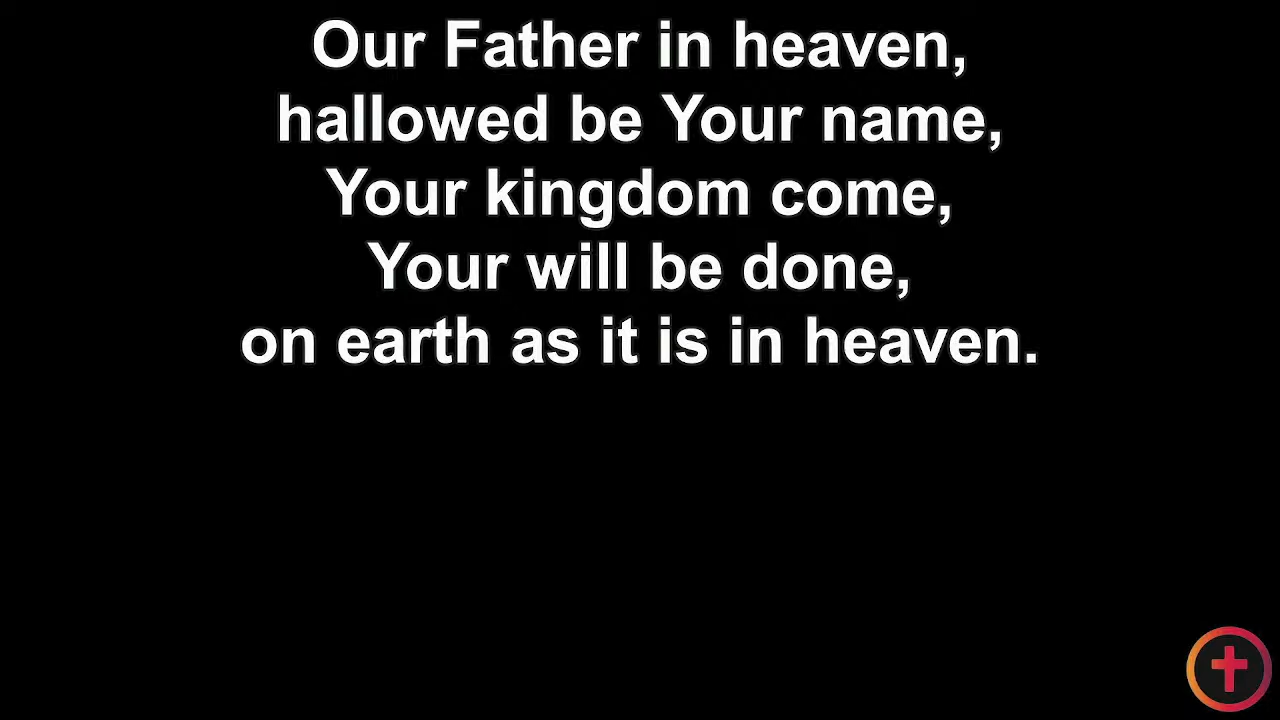 Our Father in heaven,
hallowed be Your name,
Your kingdom come,
Your will be done,
on earth as it is in heaven.